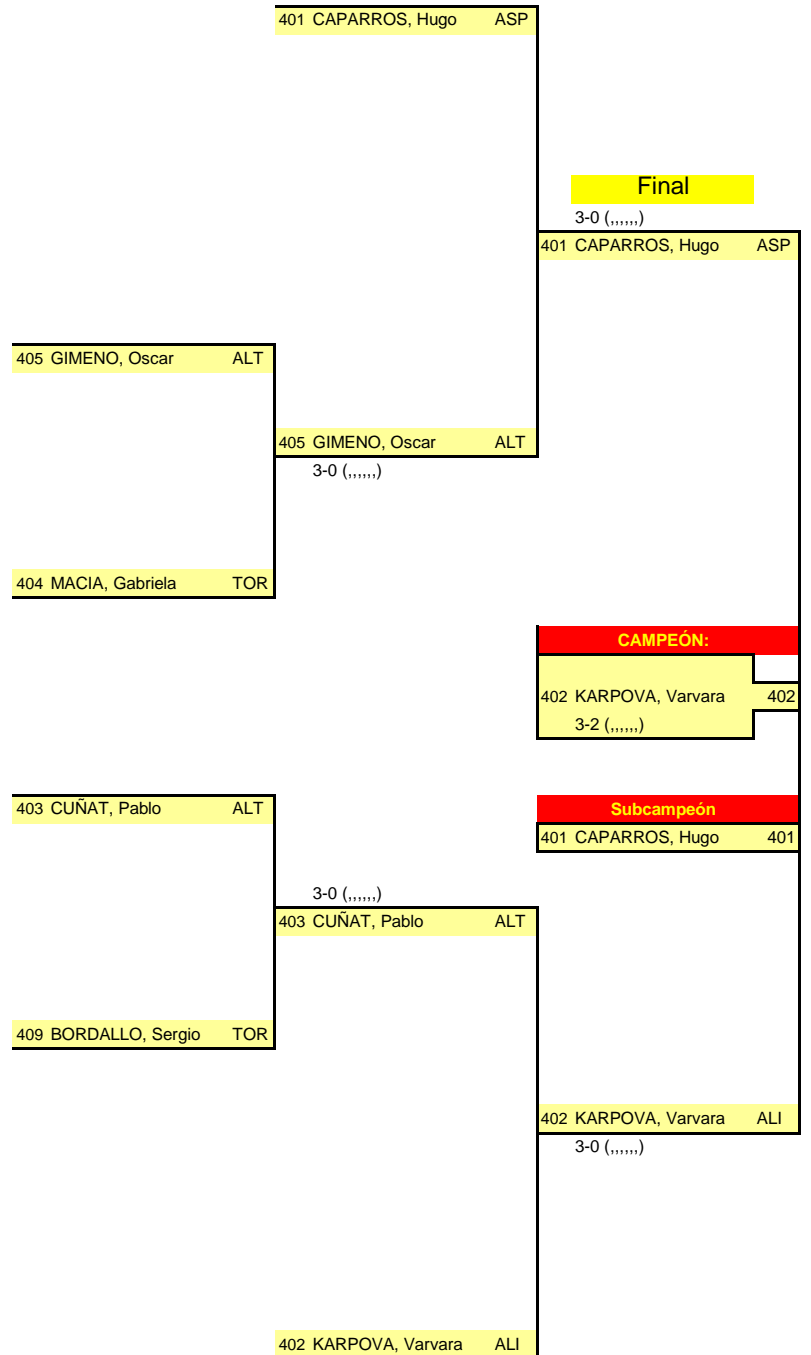 401 CAPARROS, Hugo ASP
Final
3-0 (,,,,,,)
401 CAPARROS, Hugo ASP
405 GIMENO, Oscar ALT
405 GIMENO, Oscar ALT
3-0 (,,,,,,)
404 MACIA, Gabriela TOR
CAMPEÓN:
402 KARPOVA, Varvara 402
3-2 (,,,,,,)
403 CUÑAT, Pablo ALT
Subcampeón
401 CAPARROS, Hugo 401
3-0 (,,,,,,)
403 CUÑAT, Pablo ALT
409 BORDALLO, Sergio TOR
402 KARPOVA, Varvara ALI
3-0 (,,,,,,)
402 KARPOVA, Varvara ALI